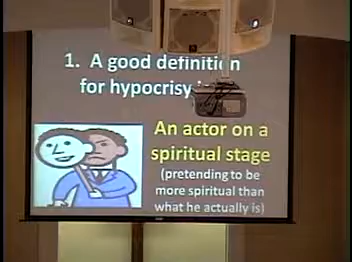 1. A good definition
for hypocrisy
An actor on a
spiritual stage
(pretending to be
more spiritual than
what he actually is)